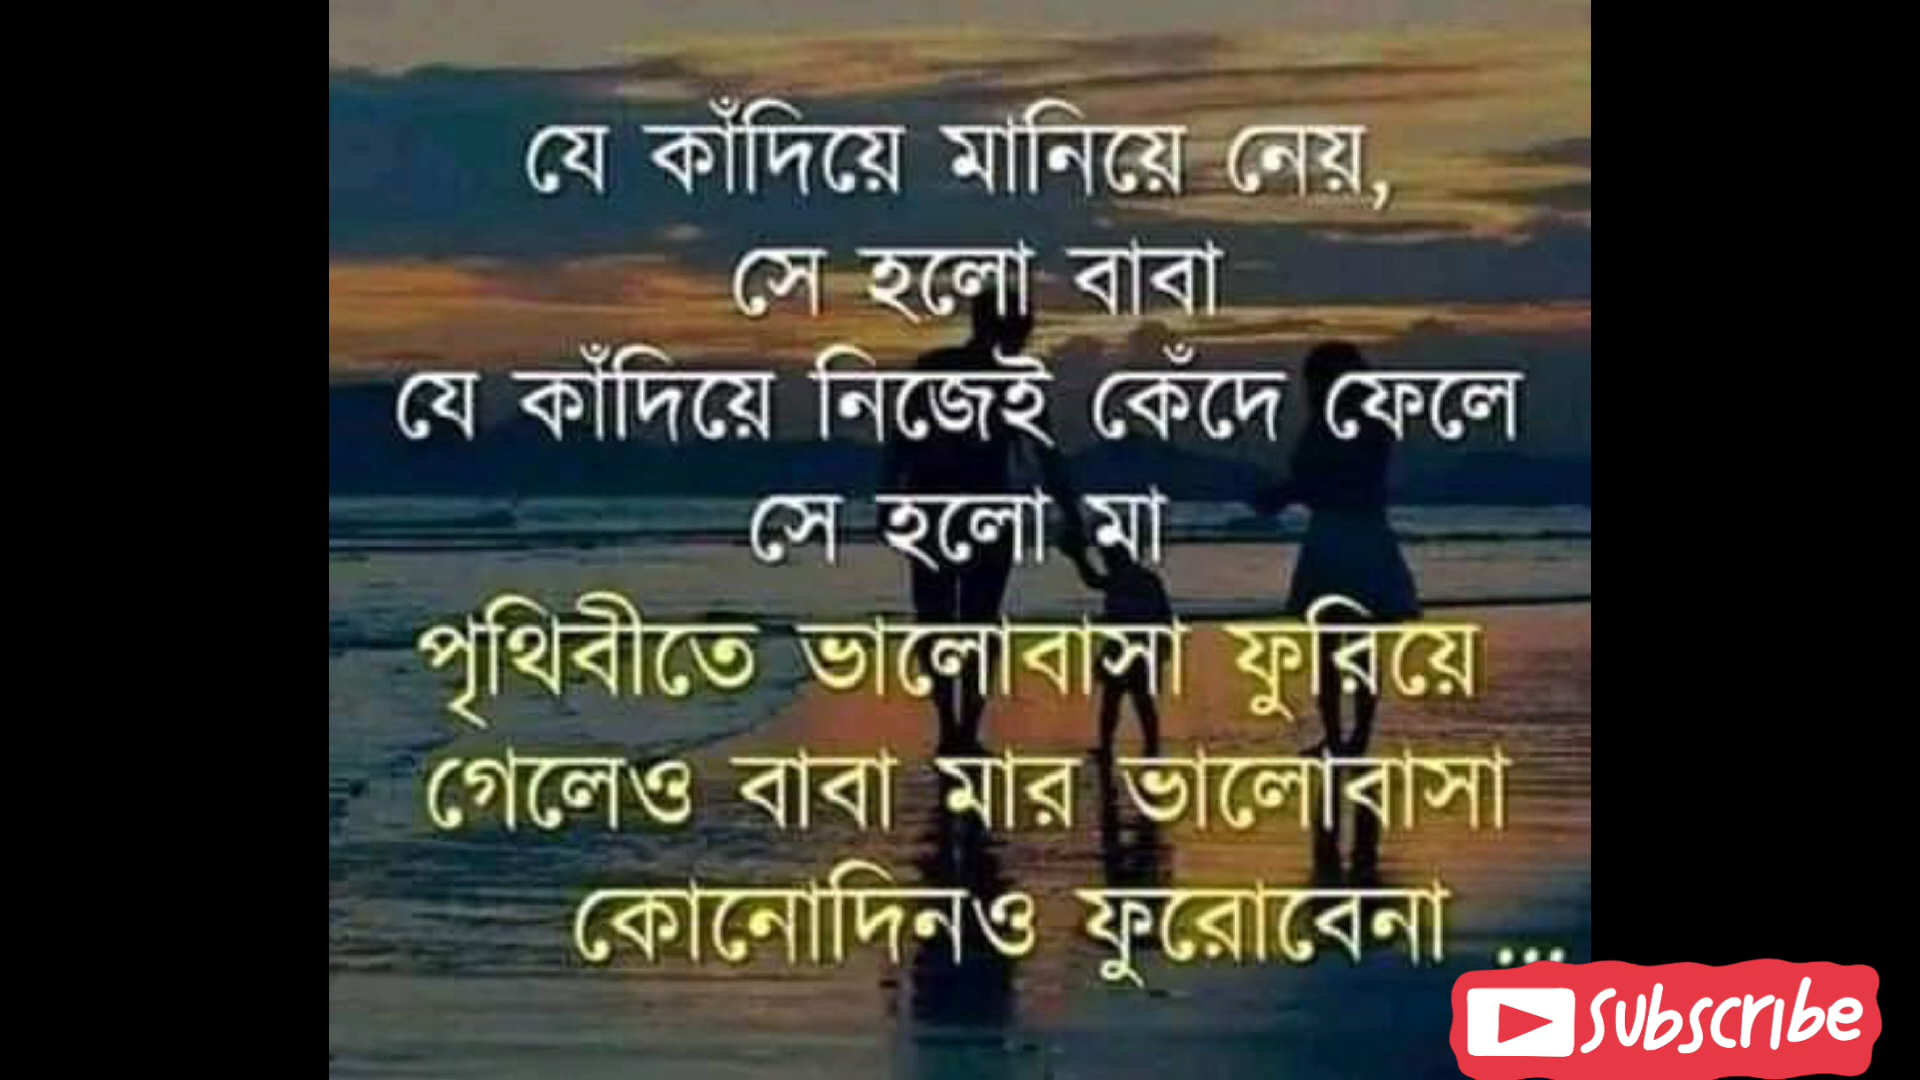 যে কাঁদিয়ে মানিয়ে নেয়,
সে হলো বাবা
যে কাঁদিয়ে নিজেই কেঁদে ফেলে
সে হলো মা
পৃথিবীতে ভালোবাসা ফুরিয়ে
গেলেও বাবা মার ভালোবাসা
কোনোদিনও ফুরোবেনা ...
Subscribe